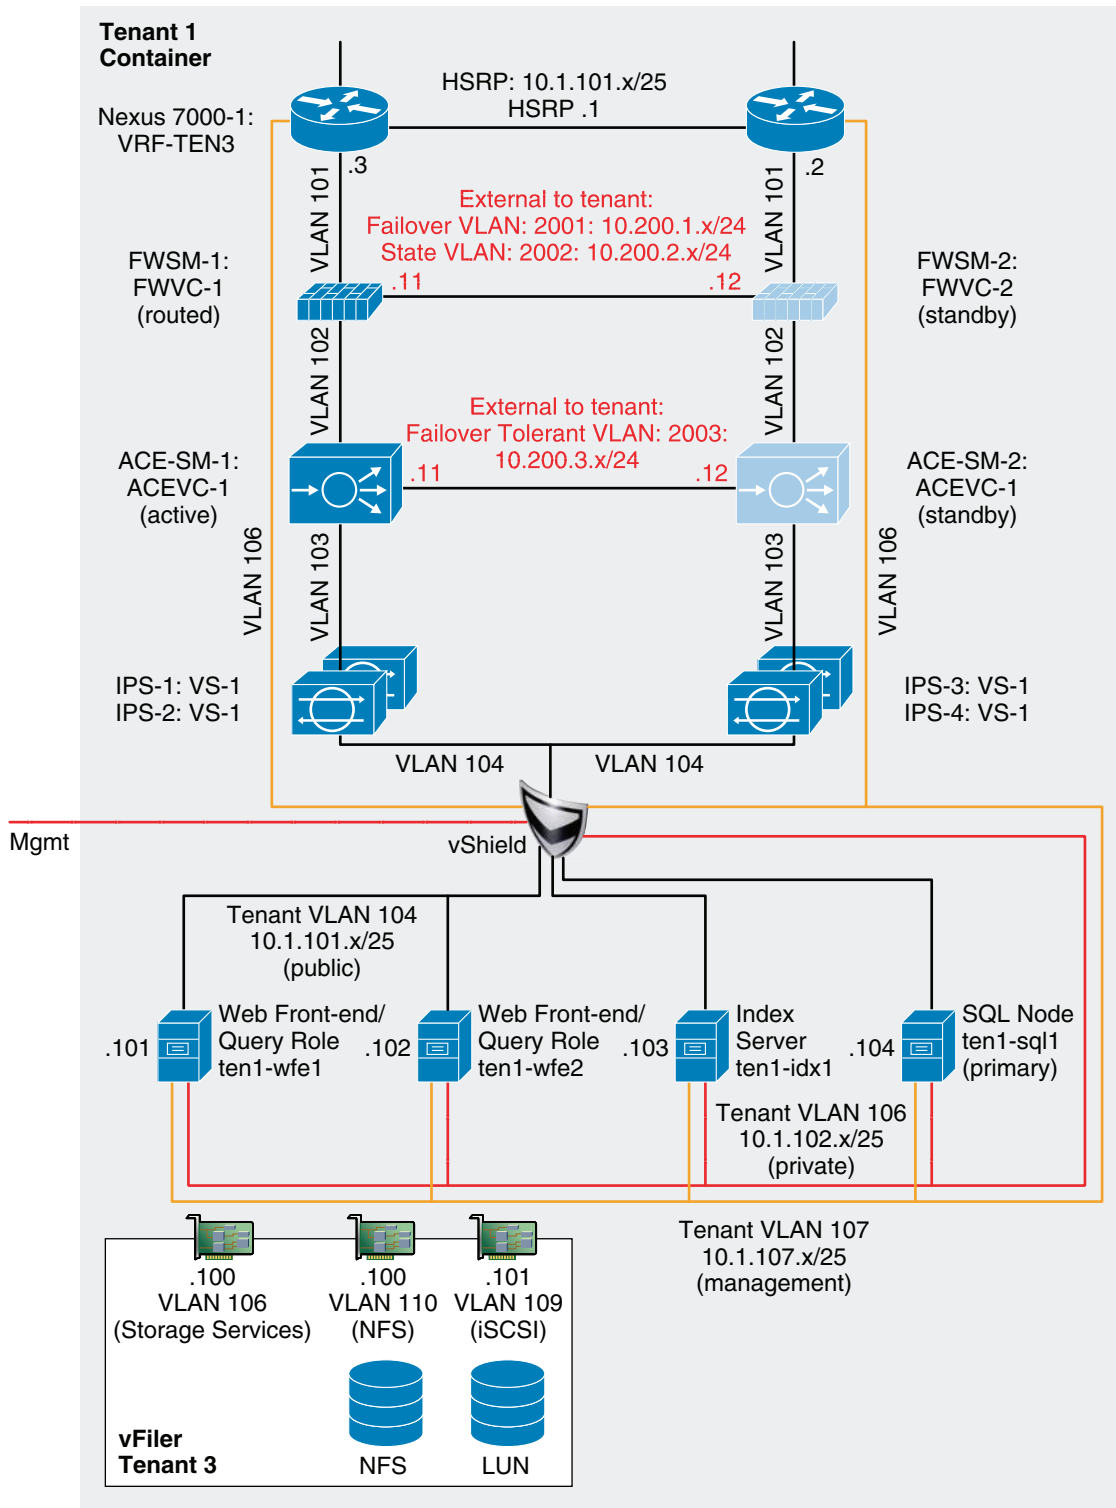 Tenant 1
Container
HSRP: 10.1.101.x/25
HSRP .1
Nexus 7000-1:
VRF-TEN3
.3
.2
VLAN 101
VLAN 101
External to tenant:
Failover VLAN: 2001: 10.200.1.x/24
State VLAN: 2002: 10.200.2.x/24
.11
.12
FWSM-1:
FWVC-1
(routed)
FWSM-2:
FWVC-2
(standby)
VLAN 102
VLAN 102
External to tenant:
Failover Tolerant VLAN: 2003:
10.200.3.x/24
.11
.12
ACE-SM-1:
ACEVC-1
(active)
ACE-SM-2:
ACEVC-1
(standby)
VLAN 106
VLAN 103
VLAN 103
VLAN 106
IPS-1: VS-1
IPS-2: VS-1
IPS-3: VS-1
IPS-4: VS-1
VLAN 104
VLAN 104
Mgmt
vShield
Tenant VLAN 104
10.1.101.x/25
(public)
.101
Web Front-end/
Query Role
ten1-wfe1
.102
Web Front-end/
Query Role
ten1-wfe2
.103
Index
Server
ten1-idx1
.104
SQL Node
ten1-sql1
(primary)
Tenant VLAN 106
10.1.102.x/25
(private)
Tenant VLAN 107
10.1.107.x/25
(management)
.100
VLAN 106
(Storage Services)
.100
VLAN 110
(NFS)
.101
VLAN 109
(iSCSI)
vFiler
Tenant 3
NFS
LUN